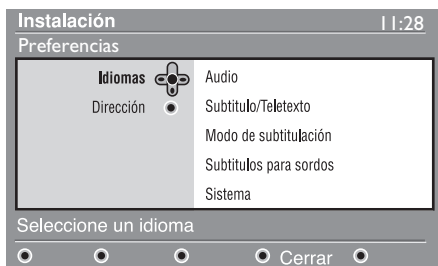 Instalación 11:28
Preferencias
Idiomas Audio
Dirección Subtitulo/Teletexto
Modo de subtitulación
Subtitulos para sordos
Sistema
Seleccione un idioma
Cerrar